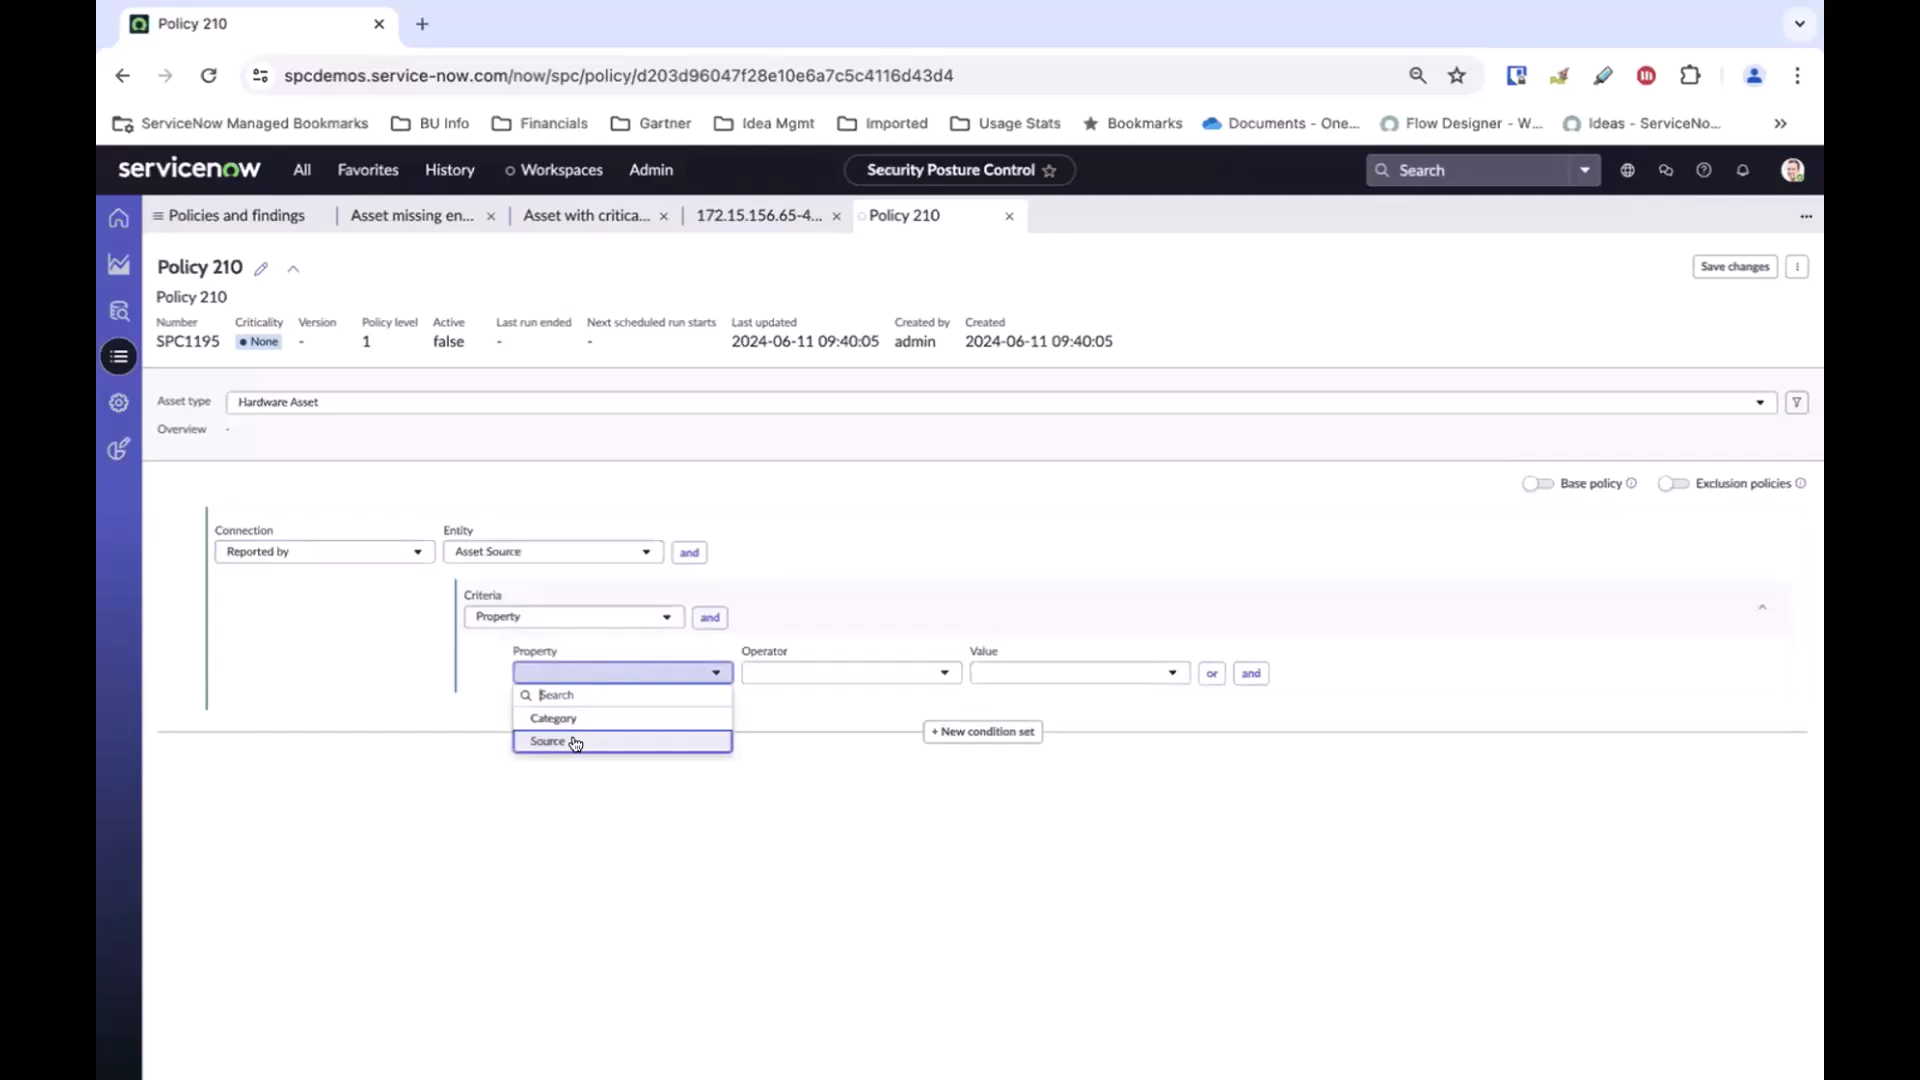 Policy 210
spcdemos.service-now.com/now/spc/policy/d203d96047f28e10e6a7c5c4116d43d4
ServiceNow Managed Bookmarks BU Info Financials Gartner Idea Mgmt Imported Usage Stats Bookmarks Documents - One... Flow Designer - W... Ideas - ServiceNo...
servicenow All Favorites History Workspaces Admin Security Posture Control Search
Policies and findings Asset missing en... Asset with critica... 172.15.156.65-4... Policy 210
Policy 210 Save changes
Policy 210
Number Criticality Version Policy level Active Last run ended Next scheduled run starts Last updated Created by Created
SPC1195 None - 1 false - - 2024-06-11 09:40:05 admin 2024-06-11 09:40:05
Asset type Hardware Asset
Overview -
Base policy Exclusion policies
Connection Entity
Reported by Asset Source and
Criteria
Property and
Property Operator Value
or and
Search
Category
+ New condition set
Source